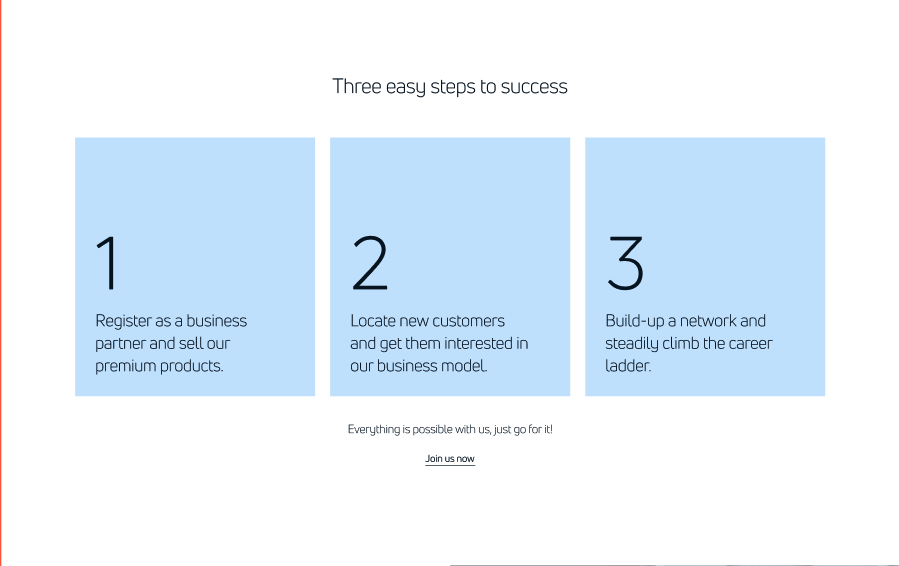 Three easy steps to success
1
Register as a business
partner and sell our
premium products.
2
Locate new customers
and get them interested in
our business model.
3
Build-up a network and
steadily climb the career
ladder.
Everything is possible with us, just go for it!
Join us now